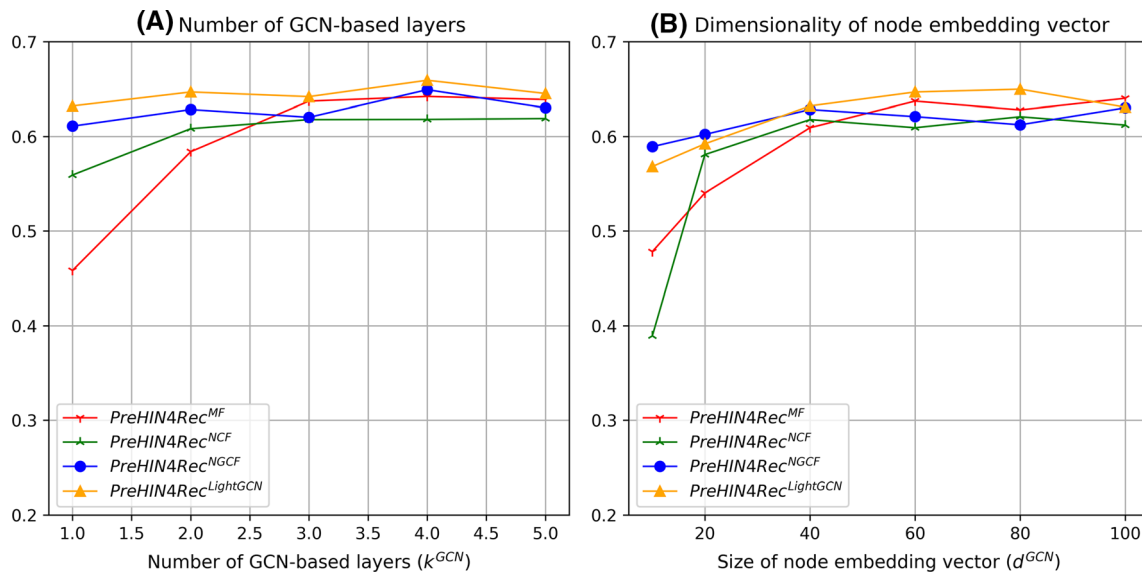 (A) Number of GCN-based layers
0.7
0.6
0.5
0.4
0.3
0.2
PreHIN4Rec^MF
PreHIN4Rec^NCF
PreHIN4Rec^NGCF
PreHIN4Rec^LightGCN
1.0 1.5 2.0 2.5 3.0 3.5 4.0 4.5 5.0
Number of GCN-based layers (k^GCN)
(B) Dimensionality of node embedding vector
0.7
0.6
0.5
0.4
0.3
0.2
PreHIN4Rec^MF
PreHIN4Rec^NCF
PreHIN4Rec^NGCF
PreHIN4Rec^LightGCN
20 40 60 80 100
Size of node embedding vector (d^GCN)